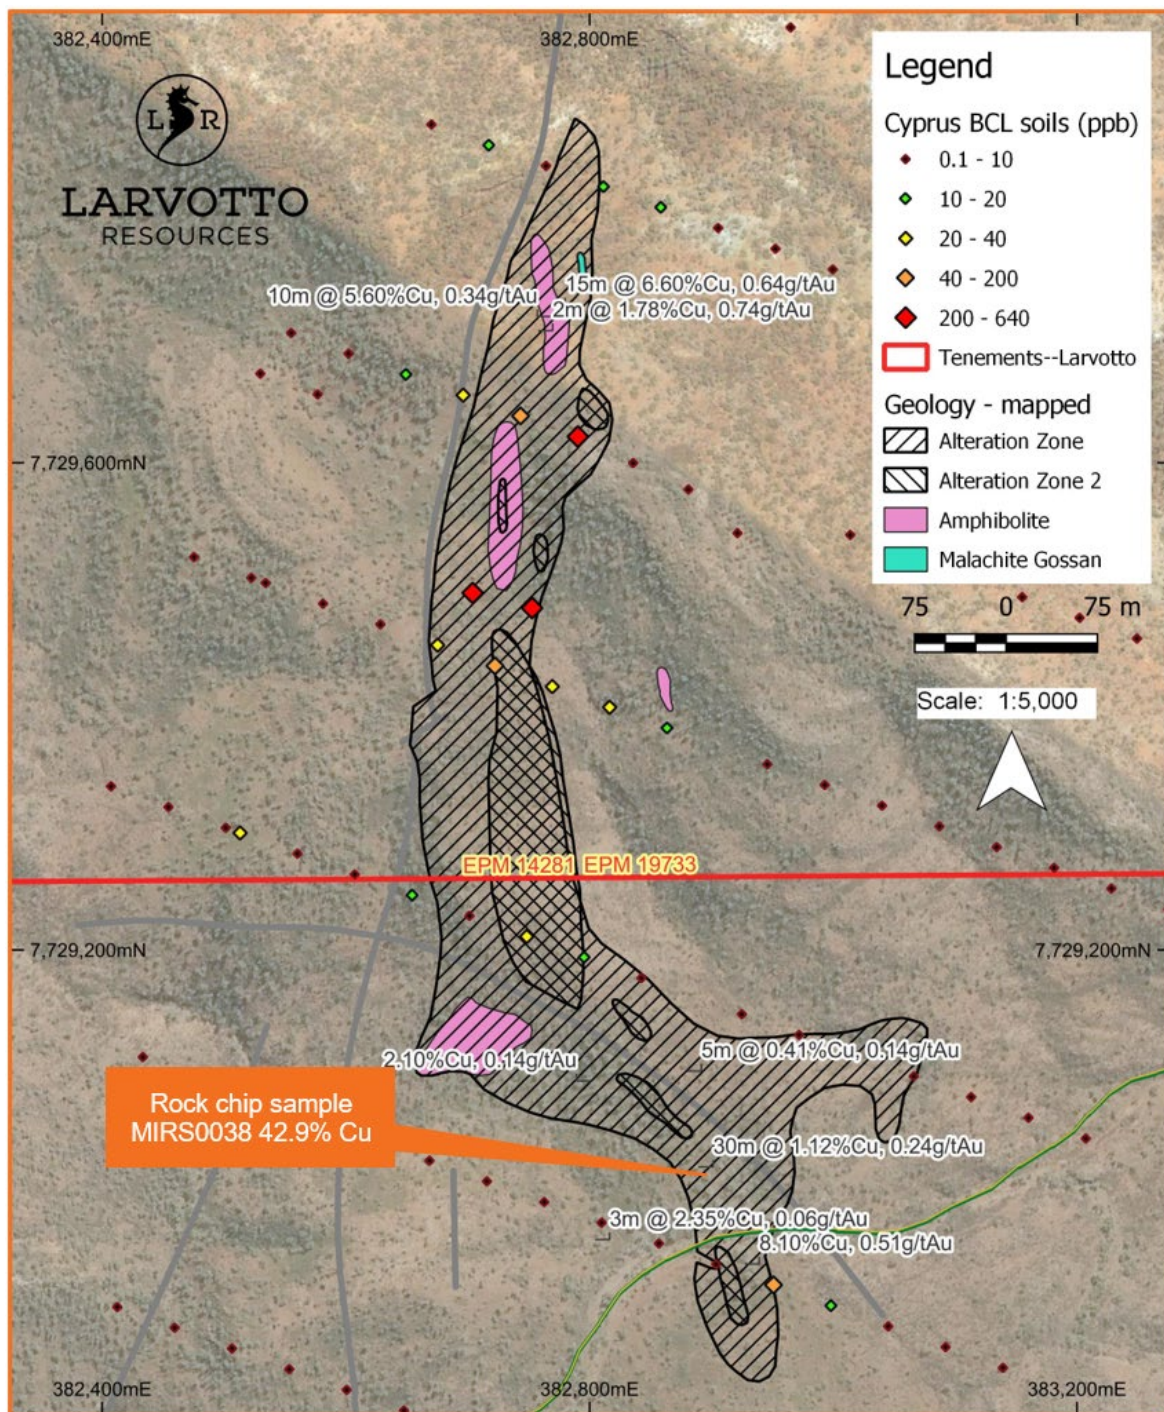 382,400mE
382,800mE
L R
LARVOTTO
RESOURCES
Legend
Cyprus BCL soils (ppb)
0.1 - 10
10 - 20
20 - 40
40 - 200
200 - 640
Tenements--Larvotto
Geology - mapped
Alteration Zone
Alteration Zone 2
Amphibolite
Malachite Gossan
75 0 75 m
Scale: 1:5,000
15m @ 6.60%Cu, 0.64g/tAu
10m @ 5.60%Cu, 0.34g/tAu
2m @ 1.78%Cu, 0.74g/tAu
7,729,600mN
EPM 14281 EPM 19733
7,729,200mN
7,729,200mN
5m @ 0.41%Cu, 0.14g/tAu
2.10%Cu, 0.14g/tAu
Rock chip sample
MIRS0038 42.9% Cu
30m @ 1.12%Cu, 0.24g/tAu
3m @ 2.35%Cu, 0.06g/tAu
8.10%Cu, 0.51g/tAu
382,400mE
382,800mE
383,200mE